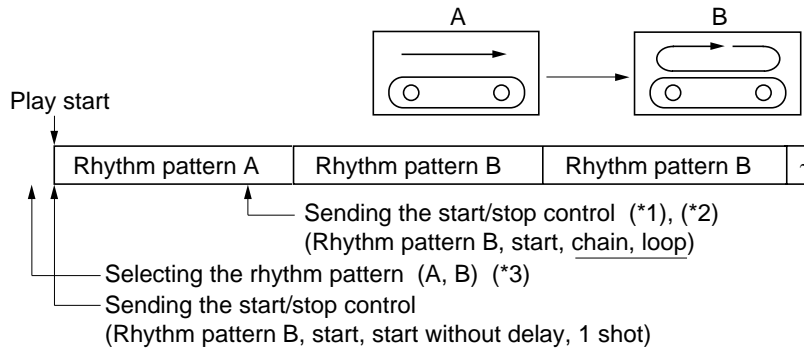 A B
Play start
Rhythm pattern A Rhythm pattern B Rhythm pattern B ~
Sending the start/stop control (*1), (*2)
(Rhythm pattern B, start, chain, loop)
Selecting the rhythm pattern (A, B) (*3)
Sending the start/stop control
(Rhythm pattern B, start, start without delay, 1 shot)